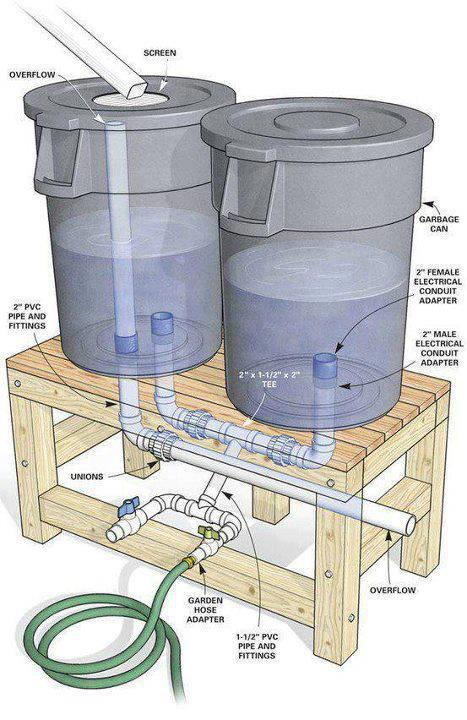 SCREEN
OVERFLOW
GARBAGE
CAN
2" FEMALE
ELECTRICAL
CONDUIT
ADAPTER
2" PVC
PIPE AND
FITTINGS
2" MALE
ELECTRICAL
CONDUIT
ADAPTER
2" x 1-1/2" x 2"
TEE
UNIONS
OVERFLOW
GARDEN
HOSE
ADAPTER
1-1/2" PVC
PIPE AND
FITTINGS